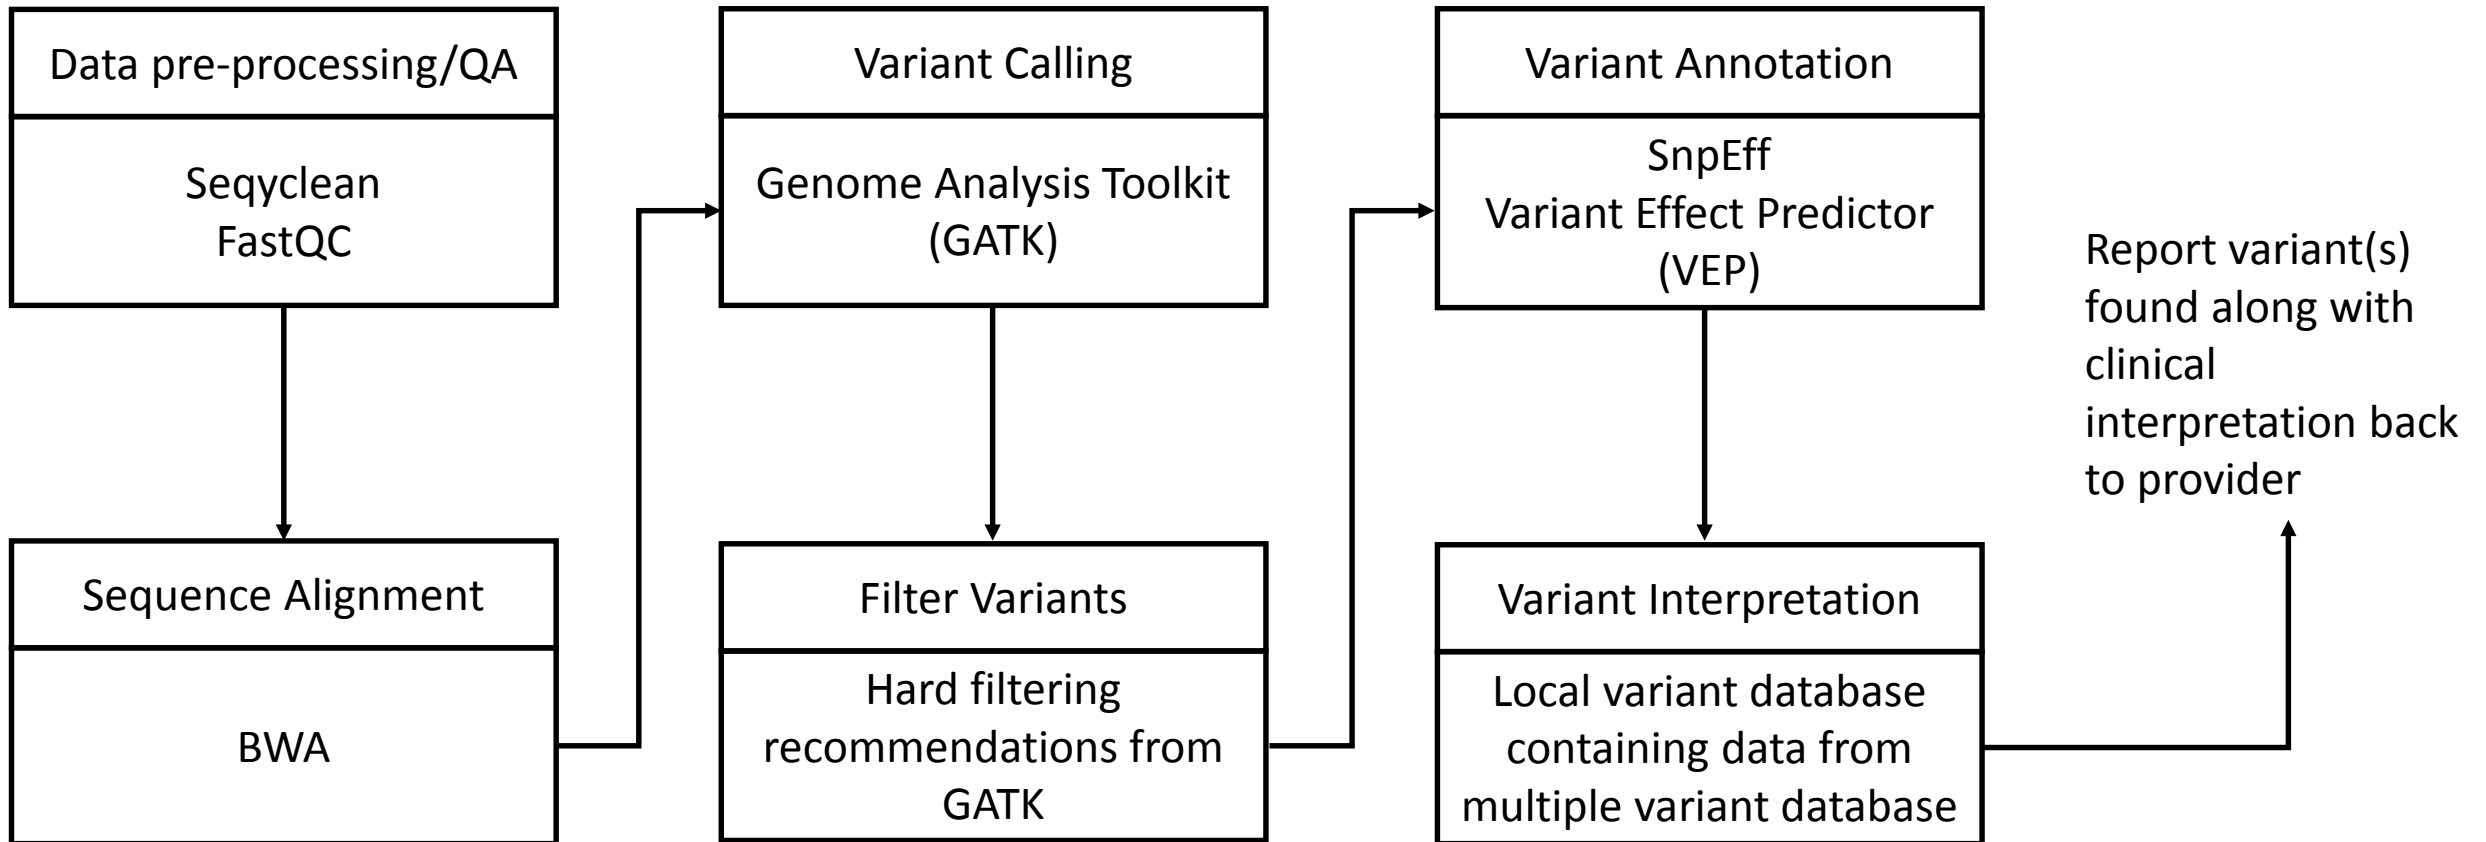 Data pre-processing/QA
Seqyclean
FastQC
Sequence Alignment
BWA
Variant Calling
Genome Analysis Toolkit
(GATK)
Filter Variants
Hard filtering
recommendations from
GATK
Variant Annotation
SnpEff
Variant Effect Predictor
(VEP)
Variant Interpretation
Local variant database
containing data from
multiple variant database
Report variant(s)
found along with
clinical
interpretation back
to provider